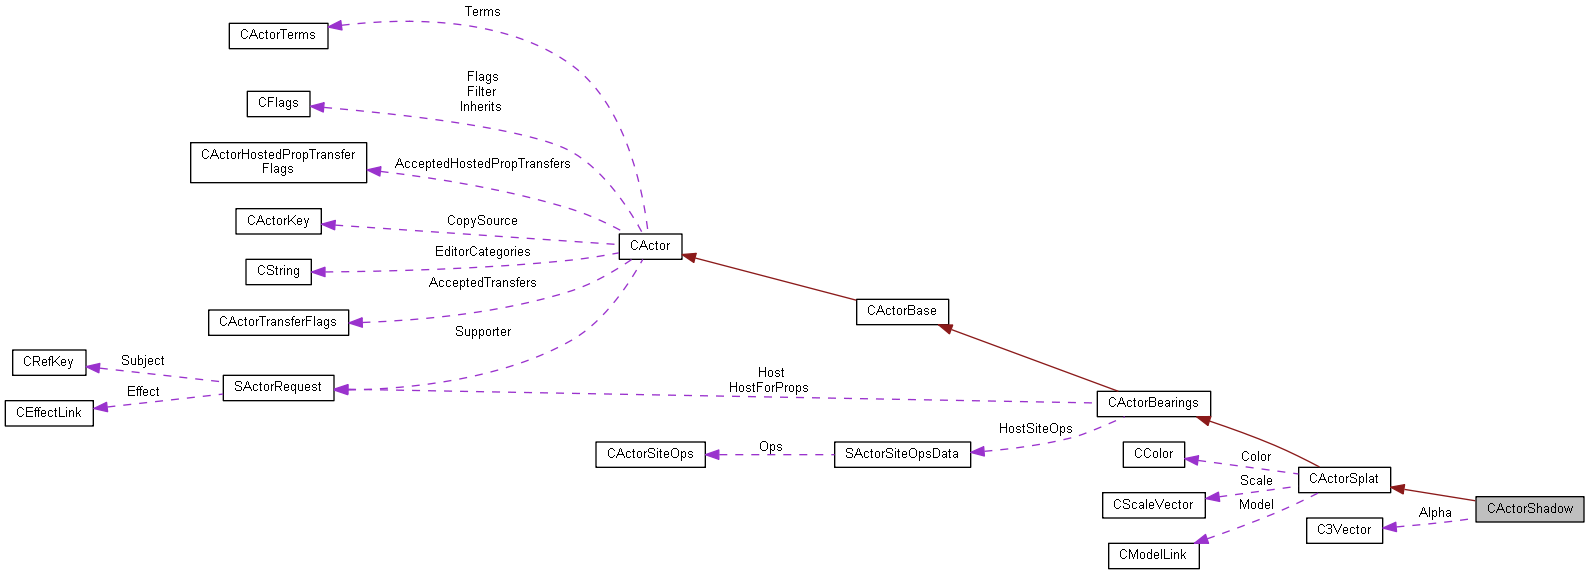 Terms
CActorTerms
Flags
Filter
Inherits
CFlags
CActorHostedPropTransfer
Flags
AcceptedHostedPropTransfers
CActorKey
CopySource
CActor
EditorCategories
CString
AcceptedTransfers
CActorBase
CActorTransferFlags
Supporter
CRefKey
Subject
SActorRequest
Effect
CEffectLink
Host
HostForProps
CActorBearings
HostSiteOps
CActorSiteOps
Ops
SActorSiteOpsData
CColor
Color
CActorSplat
Scale
CScaleVector
Model
CActorShadow
Alpha
C3Vector
CModelLink